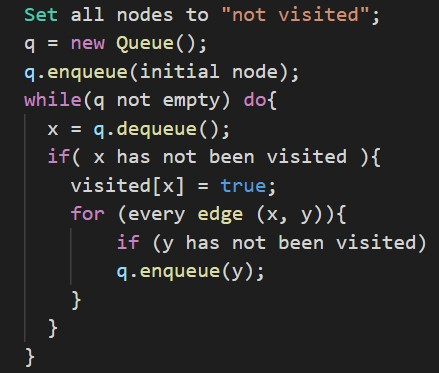 Set all nodes to "not visited";
q = new Queue();
q.enqueue(initial node);
while(q not empty) do{
x = q.dequeue();
if( x has not been visited ){
visited[x] = true;
for (every edge (x, y)){
if (y has not been visited)
q.enqueue(y);
}
}
}